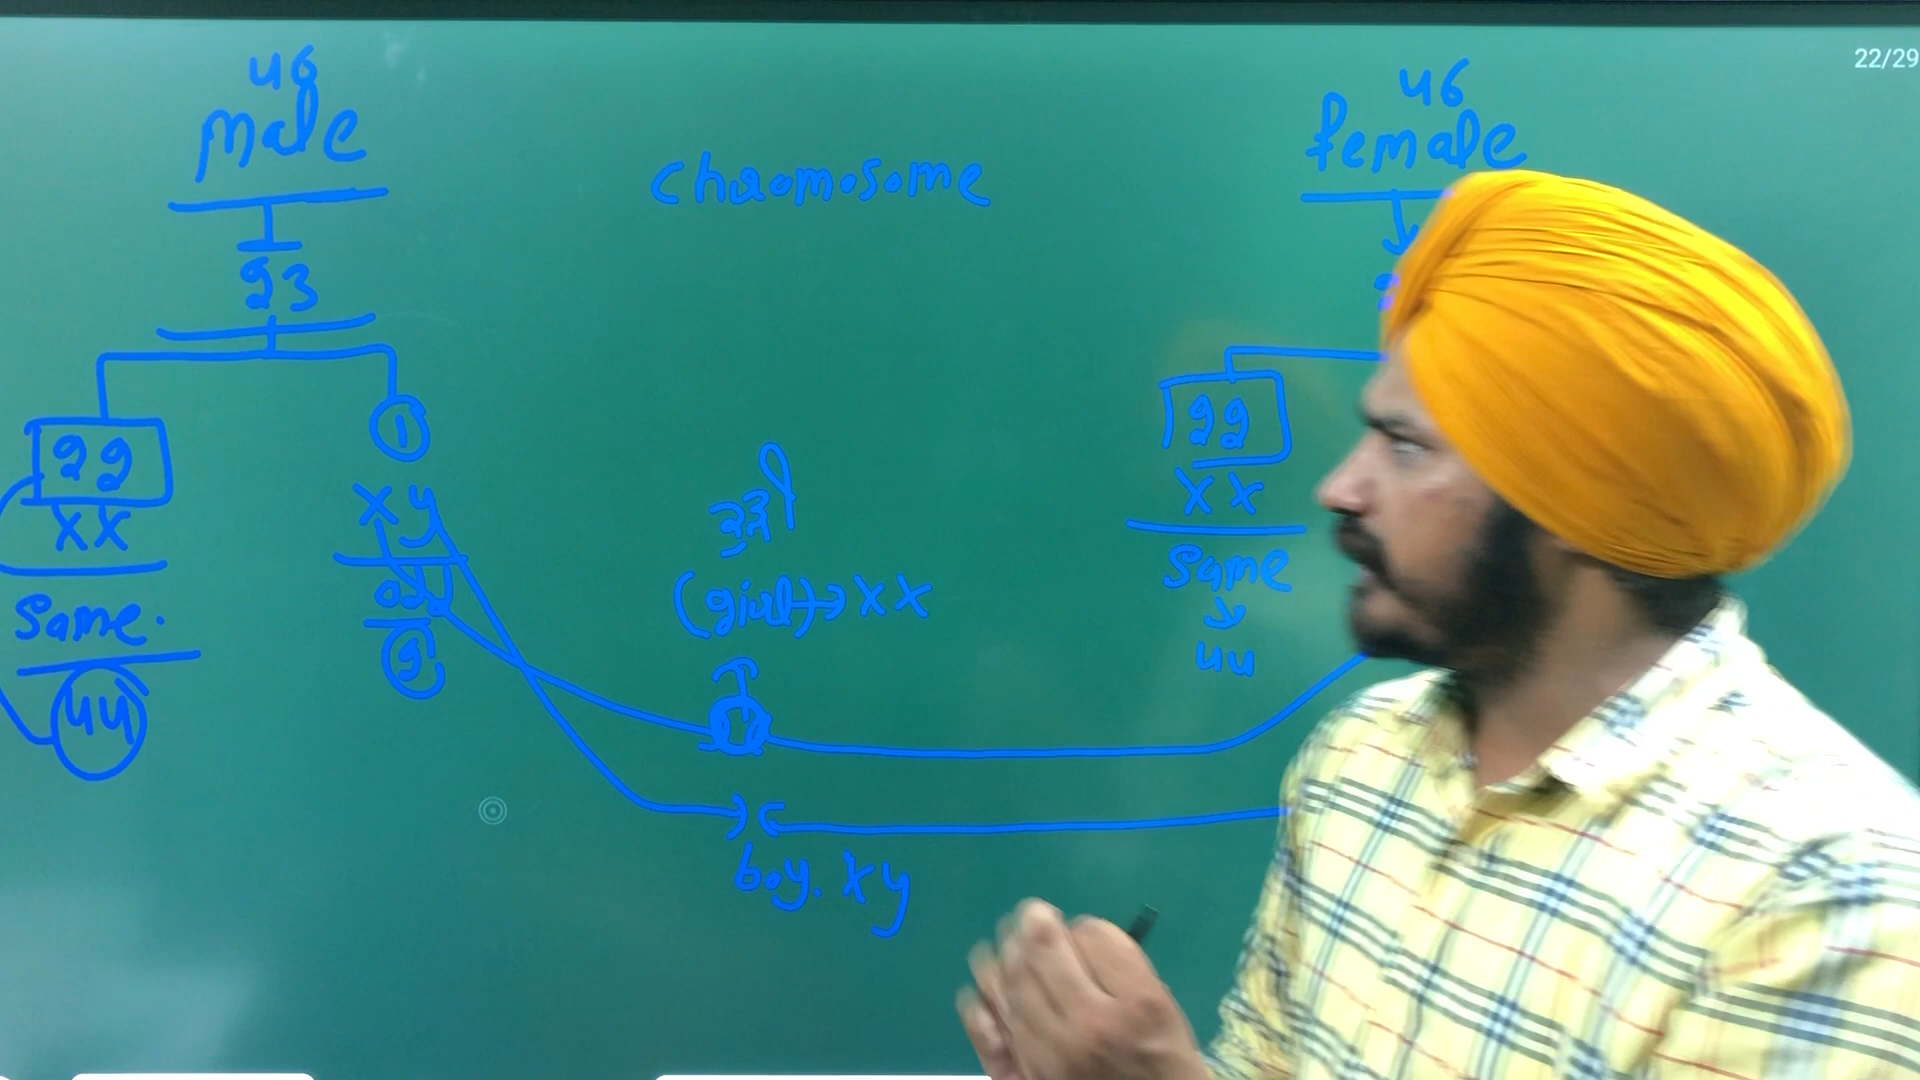 22/29
46
male
23
22
xx
Same.
44
1
x y
chromosome
(girl) → xx
boy. xy
46
female
22
xx
Same
44